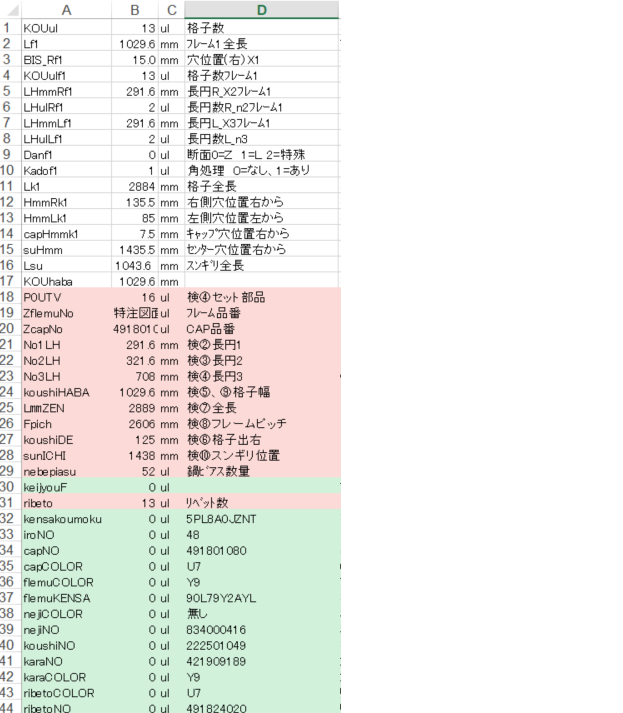 A B C D
1 KOUul 13 ul 格子数
2 Lf1 1029.6 mm フレーム1 全長
3 BIS_Rf1 15.0 mm 穴位置(右)X1
4 KOUulf1 13 ul 格子数フレーム1
5 LHmmRf1 291.6 mm 長円R_X2フレーム1
6 LHulRf1 2 ul 長円数R_n2フレーム1
7 LHmmLf1 291.6 mm 長円L_X3フレーム1
8 LHulLf1 2 ul 長円数L_n3
9 Danf1 0 ul 断面0=Z 1=L 2=特殊
10 Kadof1 1 ul 角処理 0=なし、1=あり
11 Lk1 2884 mm 格子全長
12 HmmRk1 135.5 mm 右側穴位置右から
13 HmmLk1 85 mm 左側穴位置左から
14 capHmmk1 7.5 mm キャップ穴位置右から
15 suHmm 1435.5 mm センター穴位置右から
16 Lsu 1043.6 mm スンギリ全長
17 KOUhaba 1029.6 mm
18 POUTV 16 ul 検④セット部品
19 ZflemuNo 特注図面 ul フレーム品番
20 ZcapNo 491801 ul CAP品番
21 No1LH 291.6 mm 検②長円1
22 No2LH 321.6 mm 検③長円2
23 No3LH 708 mm 検④長円3
24 koushiHABA 1029.6 mm 検⑤、⑨格子幅
25 LmmZEN 2889 mm 検⑦全長
26 Fpich 2606 mm 検⑧フレームピッチ
27 koushiDE 125 mm 検⑥格子出右
28 sunICHI 1438 mm 検⑩スンギリ位置
29 nebepiasu 52 ul 鍋ピアス数量
30 keijyouF 0 ul
31 ribeto 13 ul リベット数
32 kensakoumoku 0 ul 5PL8A0JZNT
33 iroNO 0 ul 48
34 capNO 0 ul 491801080
35 capCOLOR 0 ul U7
36 flemuCOLOR 0 ul Y9
37 flemuKENSA 0 ul 90L79Y2AYL
38 nejiCOLOR 0 ul 無し
39 nejiNO 0 ul 834000416
40 koushiNO 0 ul 222501049
41 karaNO 0 ul 421909189
42 karaCOLOR 0 ul Y9
43 ribetoCOLOR 0 ul U7
44 ribetoNO 0 ul 491824020